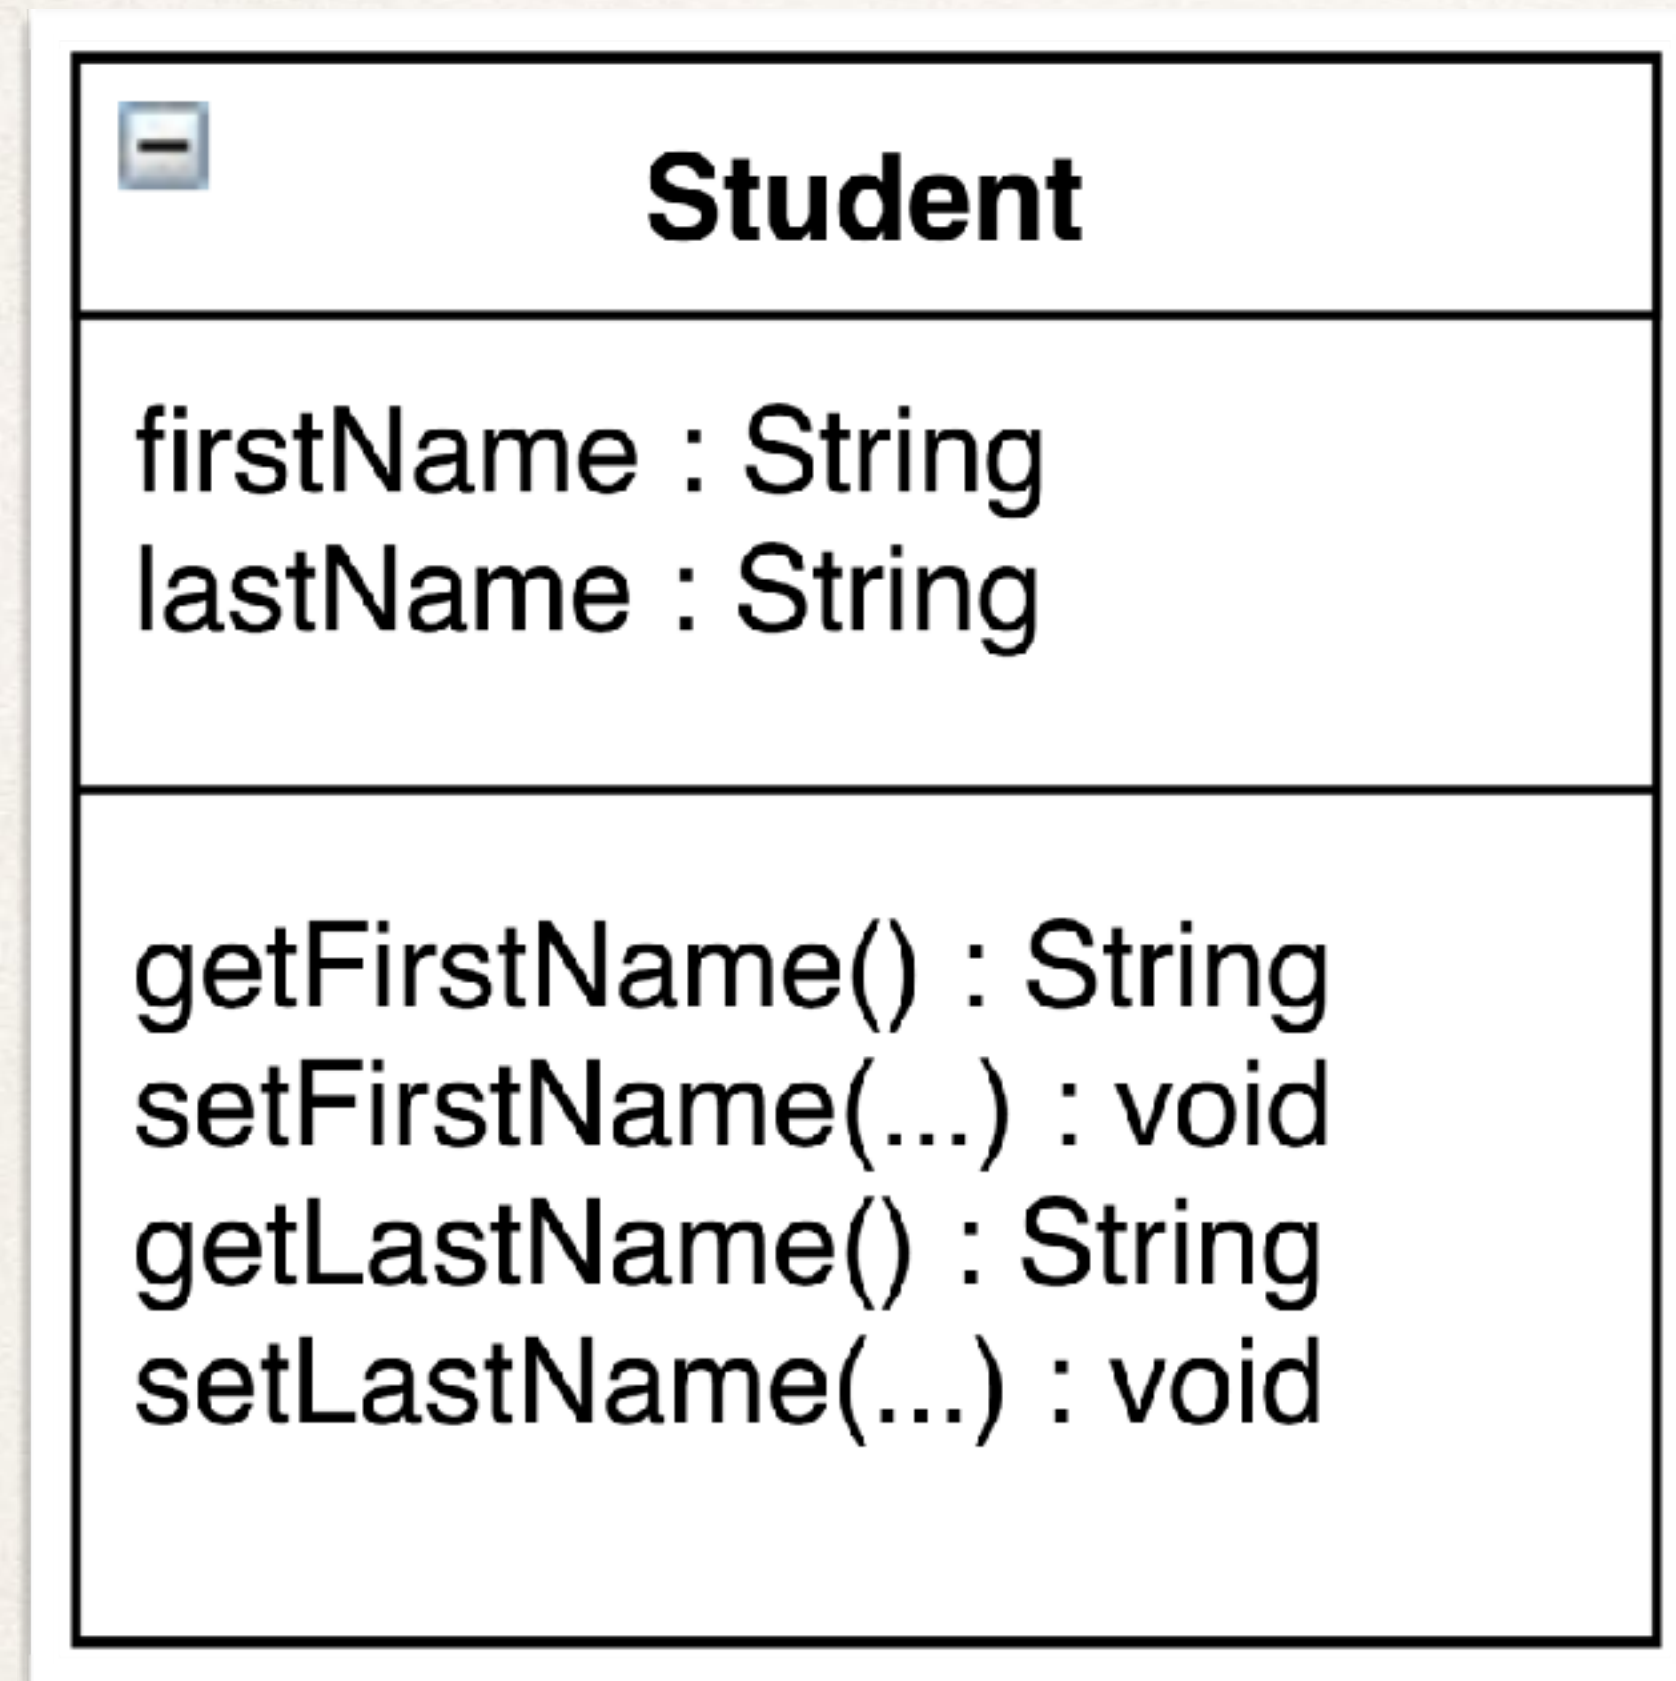 Student
firstName : String
lastName : String
getFirstName() : String
setFirstName(...) : void
getLastName() : String
setLastName(...) : void